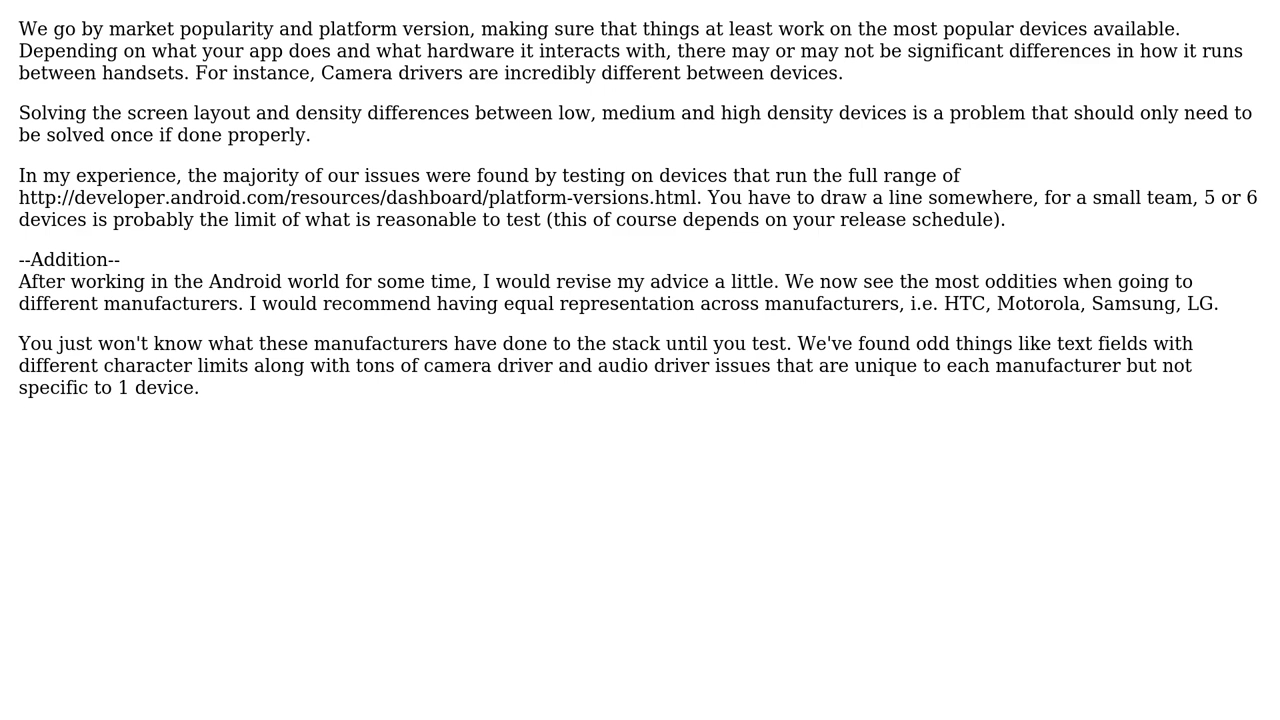 We go by market popularity and platform version, making sure that things at least work on the most popular devices available.
Depending on what your app does and what hardware it interacts with, there may or may not be significant differences in how it runs
between handsets. For instance, Camera drivers are incredibly different between devices.
Solving the screen layout and density differences between low, medium and high density devices is a problem that should only need to
be solved once if done properly.
In my experience, the majority of our issues were found by testing on devices that run the full range of
http://developer.android.com/resources/dashboard/platform-versions.html. You have to draw a line somewhere, for a small team, 5 or 6
devices is probably the limit of what is reasonable to test (this of course depends on your release schedule).
--Addition--
After working in the Android world for some time, I would revise my advice a little. We now see the most oddities when going to
different manufacturers. I would recommend having equal representation across manufacturers, i.e. HTC, Motorola, Samsung, LG.
You just won't know what these manufacturers have done to the stack until you test. We've found odd things like text fields with
different character limits along with tons of camera driver and audio driver issues that are unique to each manufacturer but not
specific to 1 device.